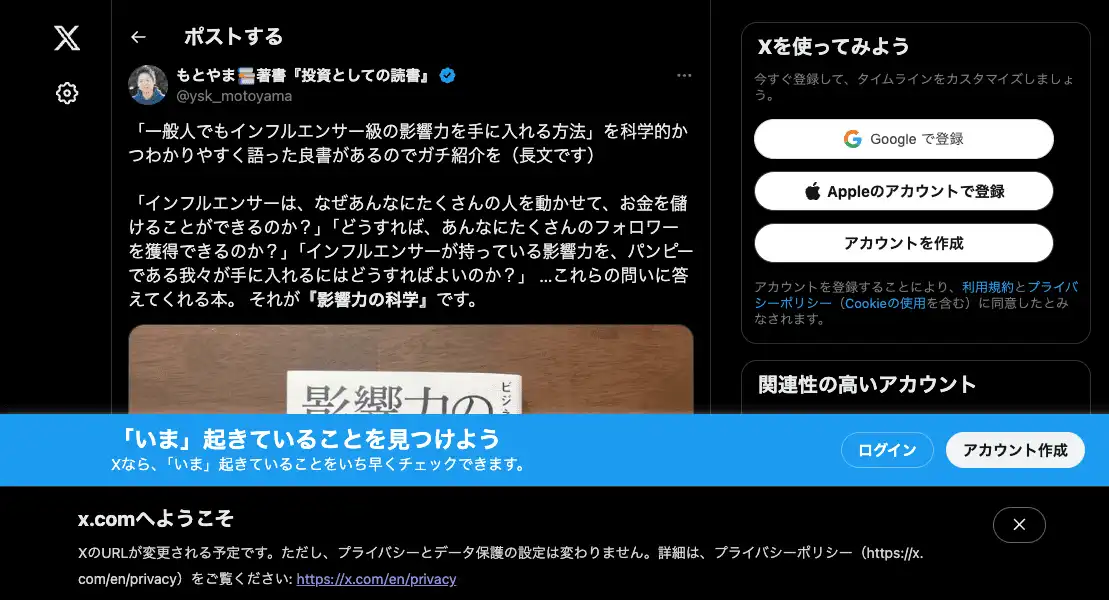 ポストする
もとやま📚著書『投資としての読書』
@ysk_motoyama
「一般人でもインフルエンサー級の影響力を手に入れる方法」を科学的か
つわかりやすく語った良書があるのでガチ紹介を（長文です）
「インフルエンサーは、なぜあんなにたくさんの人を動かせて、お金を儲
けることができるのか？」「どうすれば、あんなにたくさんのフォロワー
を獲得できるのか？」「インフルエンサーが持っている影響力を、パンピー
である我々が手に入れるにはどうすればよいのか？」 ...これらの問いに答
えてくれる本。 それが『影響力の科学』です。
影響力の
ビジネ
Xを使ってみよう
今すぐ登録して、タイムラインをカスタマイズしましょ
う。
Google で登録
Appleのアカウントで登録
アカウントを作成
アカウントを登録することにより、利用規約とプライバ
シーポリシー（Cookieの使用を含む）に同意したとみ
なされます。
関連性の高いアカウント
「いま」起きていることを見つけよう
Xなら、「いま」起きていることをいち早くチェックできます。
ログイン
アカウント作成
x.comへようこそ
XのURLが変更される予定です。ただし、プライバシーとデータ保護の設定は変わりません。詳細は、プライバシーポリシー（https://x.
com/en/privacy）をご覧ください: https://x.com/en/privacy